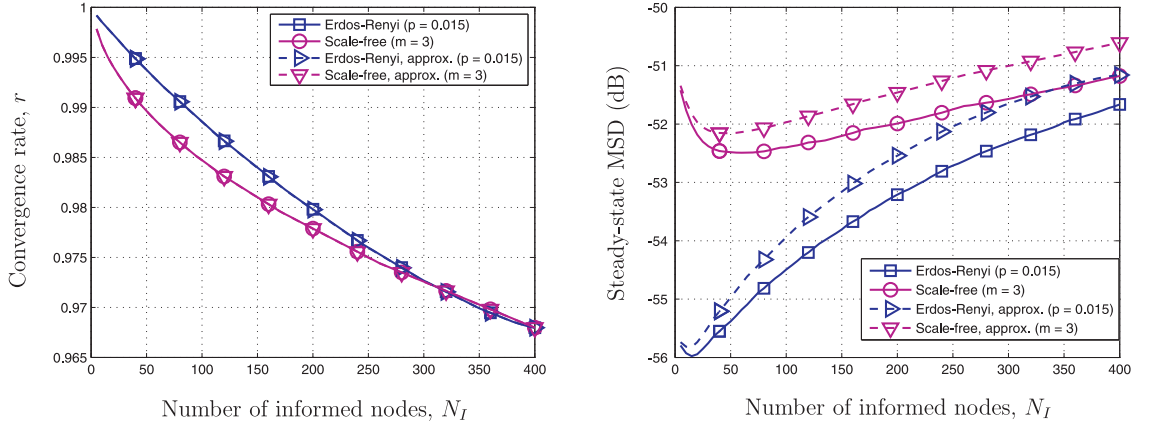 Convergence rate, r
0.995
0.99
0.985
0.98
0.975
0.97
0.965
0
50
100
150
200
250
300
350
400
Number of informed nodes, N_I
Erdos-Renyi (p = 0.015)
Scale-free (m = 3)
Erdos-Renyi, approx. (p = 0.015)
Scale-free, approx. (m = 3)
Steady-state MSD (dB)
-50
-51
-52
-53
-54
-55
-56
0
50
100
150
200
250
300
350
400
Number of informed nodes, N_I
Erdos-Renyi (p = 0.015)
Scale-free (m = 3)
Erdos-Renyi, approx. (p = 0.015)
Scale-free, approx. (m = 3)